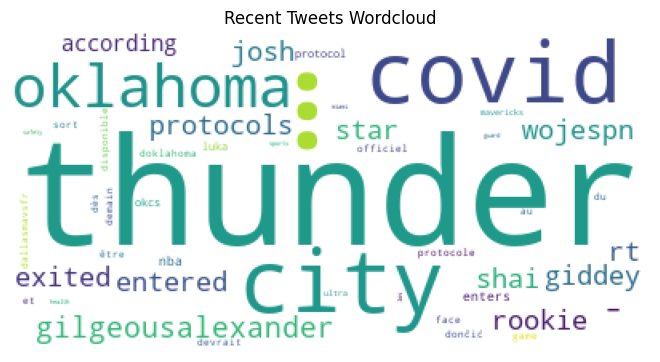 Recent Tweets Wordcloud
according
josh
protocol
covid
oklahoma
:
protocols
star
wojespn
mavericks
miami
guard
sort
safety
disponible
doklahoma
luka
sports
officiel
thunder
dallasmavsfr
dès
demain
okcs
au
du
être
nba
city
protocole
rt
exited
entered
ultra
les
shai
giddey
et
health
enters
rookie
-
gilgeousalexander
devrait
face
dončić
game